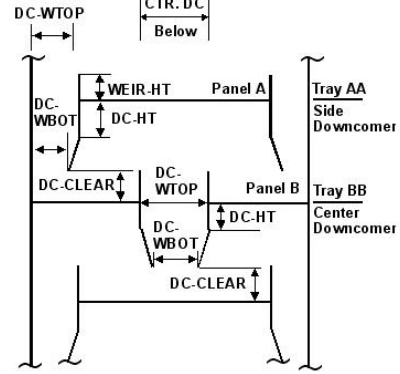 CTR. DC
Below
DC-WTOP
WEIR-HT
Panel A
Tray AA
Side
Downcomer
DC-
WBOT
DC-HT
DC-CLEAR
DC-
WTOP
Panel B
Tray BB
Center
Downcomer
DC-HT
DC-
WBOT
DC-CLEAR